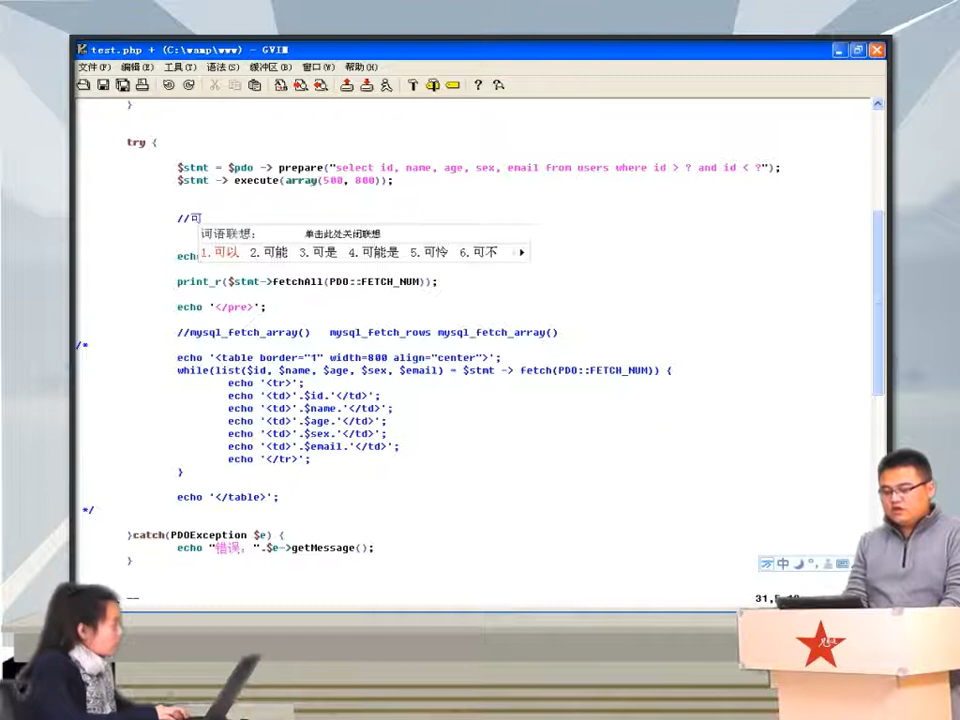 test.php + (C:\wamp\www) - GVIM
文件(F) 编辑(E) 工具(T) 语法(S) 缓冲区(B) 窗口(W) 帮助(H)
}
try {
$stmt = $pdo -> prepare("select id, name, age, sex, email from users where id > ? and id < ?");
$stmt -> execute(array(500, 800));
//可
词语联想： 单击此处关闭联想
1.可以 2.可能 3.可是 4.可能是 5.可怜 6.可不
ech
print_r($stmt->fetchAll(PDO::FETCH_NUM));
echo '</pre>';
//mysql_fetch_array() mysql_fetch_rows mysql_fetch_array()
/*
echo '<table border="1" width=800 align="center">';
while(list($id, $name, $age, $sex, $email) = $stmt -> fetch(PDO::FETCH_NUM)) {
echo '<tr>';
echo '<td>'.$id.'</td>';
echo '<td>'.$name.'</td>';
echo '<td>'.$age.'</td>';
echo '<td>'.$sex.'</td>';
echo '<td>'.$email.'</td>';
echo '</tr>';
}
echo '</table>';
*/
}catch(PDOException $e) {
echo "错误：".$e->getMessage();
}
中
--